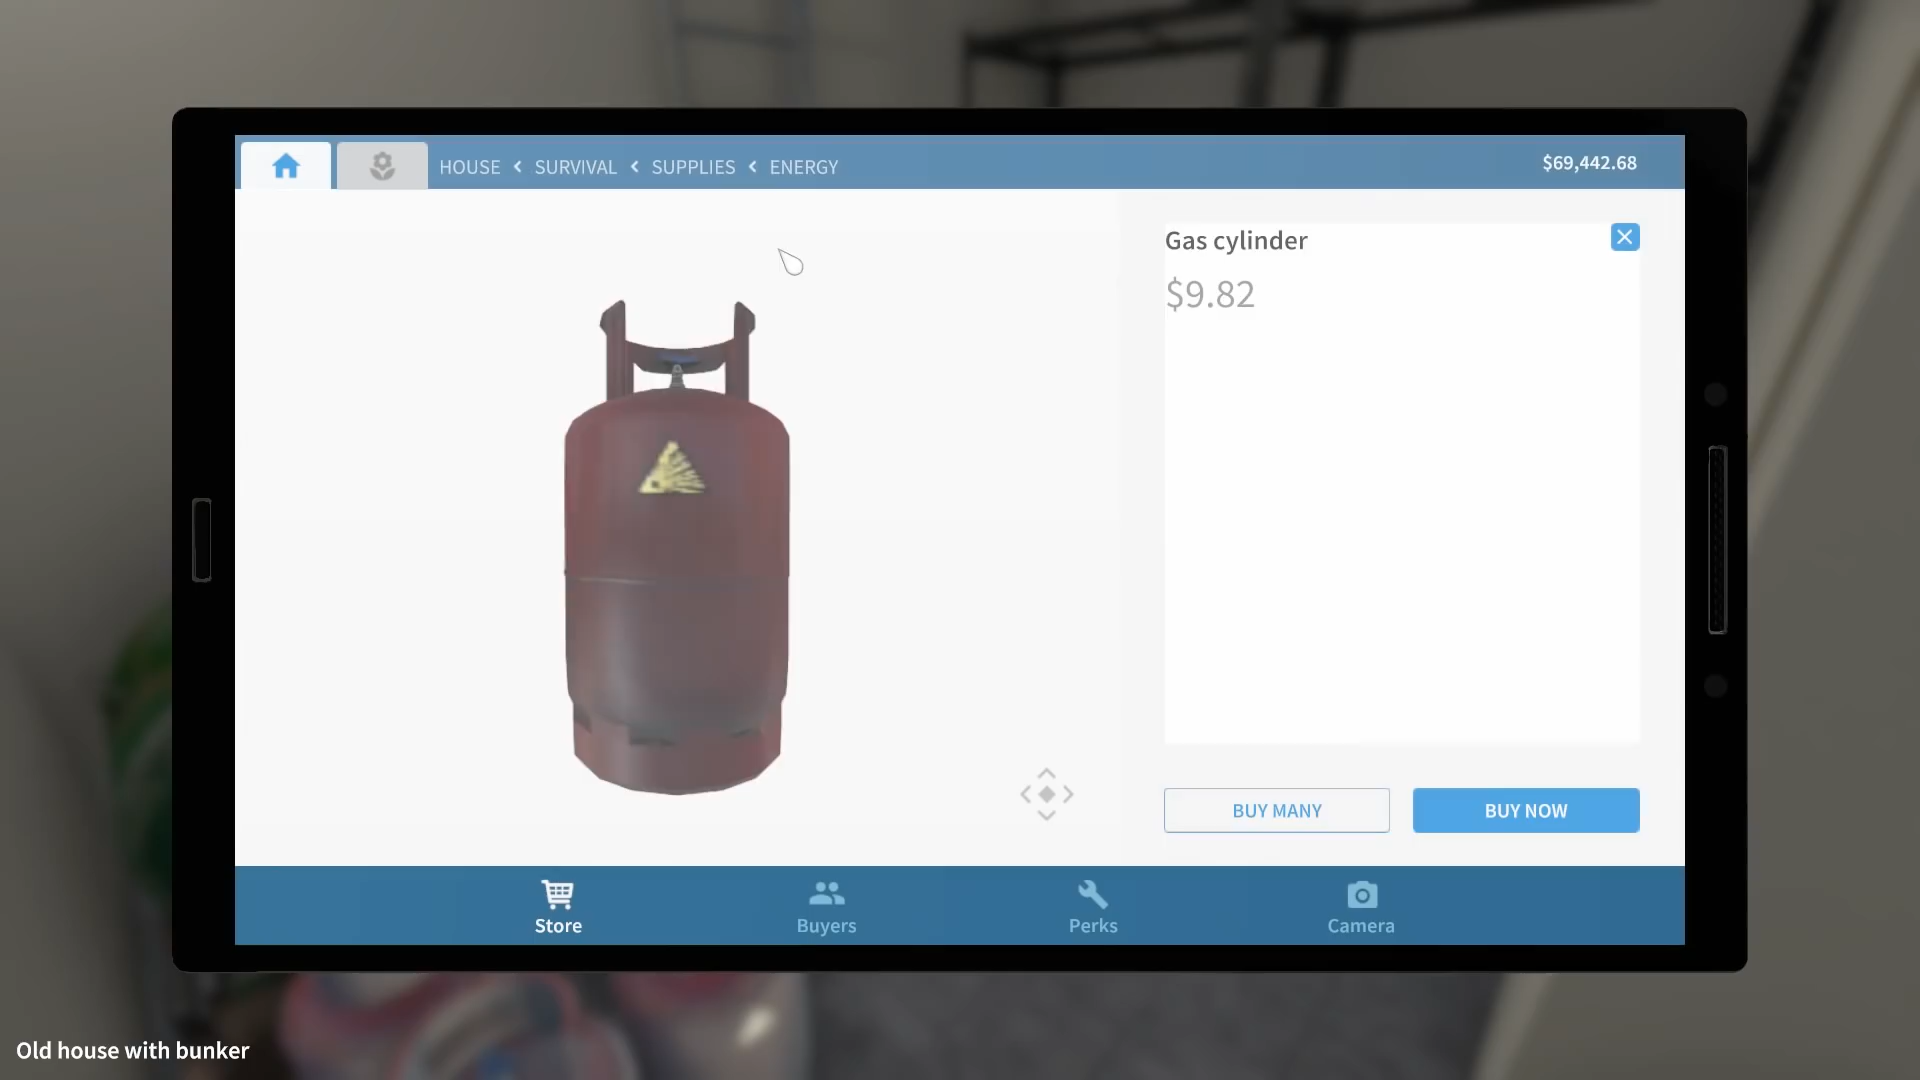 HOUSE < SURVIVAL < SUPPLIES < ENERGY
$69,442.68
Gas cylinder
$9.82
BUY MANY
BUY NOW
Store
Buyers
Perks
Camera
Old house with bunker